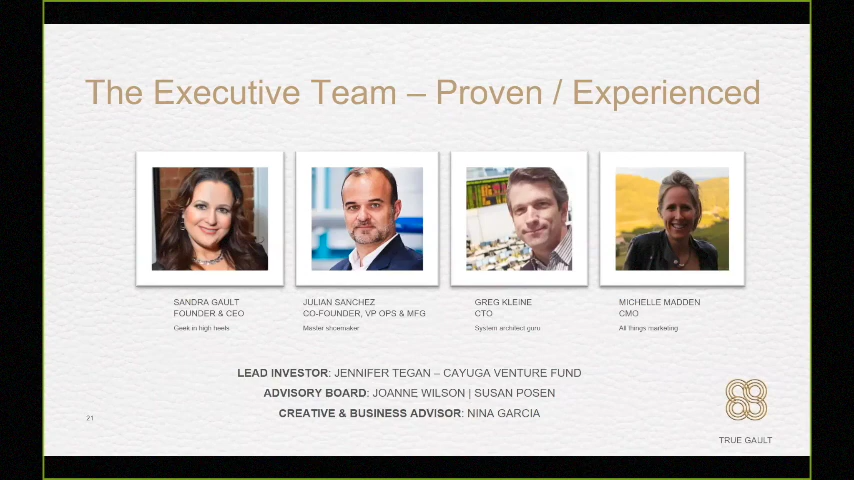 The Executive Team – Proven / Experienced
SANDRA GAULT
FOUNDER & CEO
Geek in high heels
JULIAN SANCHEZ
CO-FOUNDER, VP OPS & MFG
Master shoemaker
GREG KLEINE
CTO
System architect guru
MICHELLE MADDEN
CMO
All things marketing
LEAD INVESTOR: JENNIFER TEGAN – CAYUGA VENTURE FUND
ADVISORY BOARD: JOANNE WILSON | SUSAN POSEN
CREATIVE & BUSINESS ADVISOR: NINA GARCIA
21
TRUE GAULT